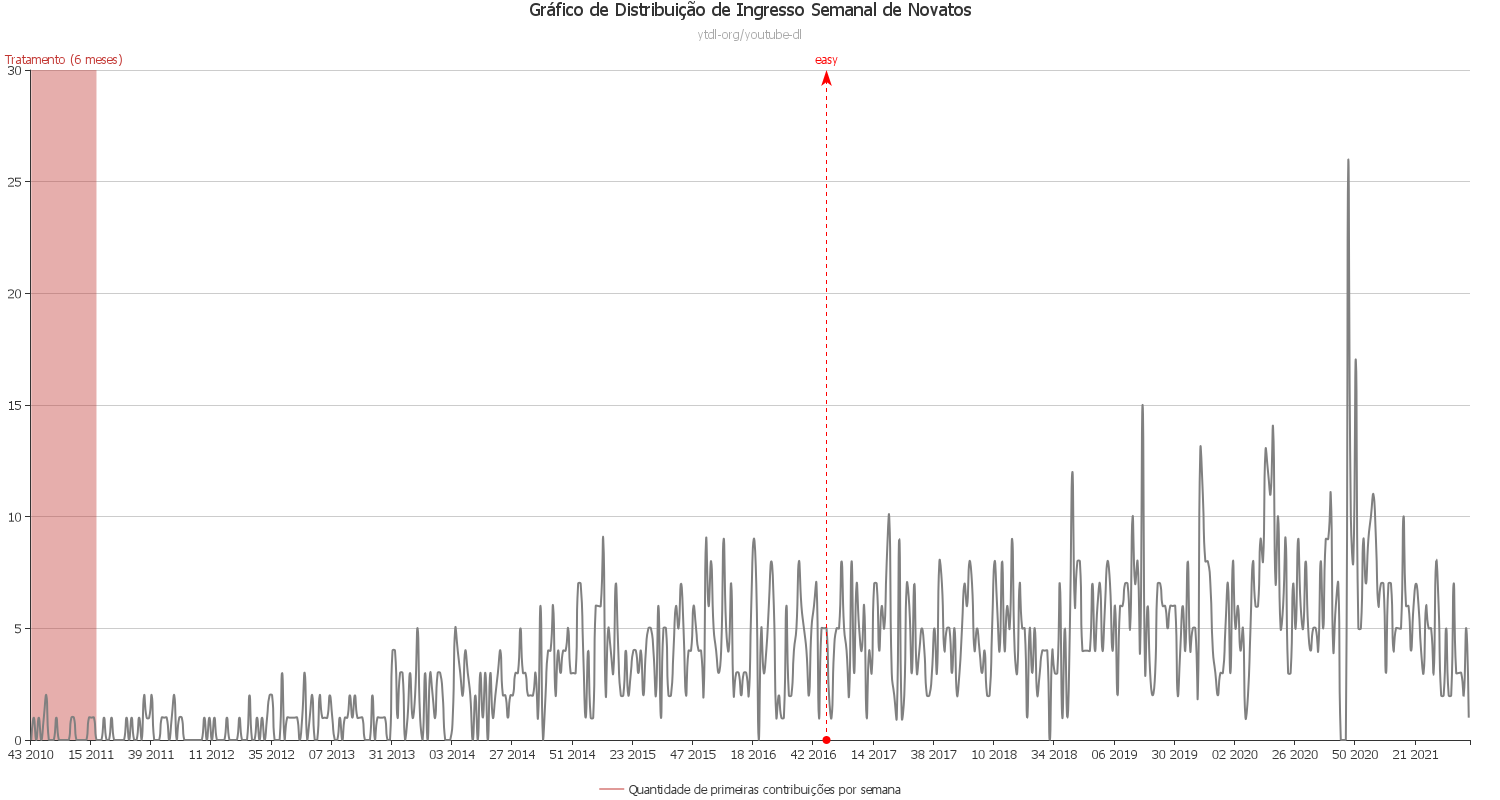 Gráfico de Distribuição de Ingresso Semanal de Novatos
ytdl-org/youtube-dl
Tratamento (6 meses)
easy
30
25
20
15
10
5
0
43 2010 15 2011 39 2011 11 2012 35 2012 07 2013 31 2013 03 2014 27 2014 51 2014 23 2015 47 2015 18 2016 42 2016 14 2017 38 2017 10 2018 34 2018 06 2019 30 2019 02 2020 26 2020 50 2020 21 2021
Quantidade de primeiras contribuições por semana